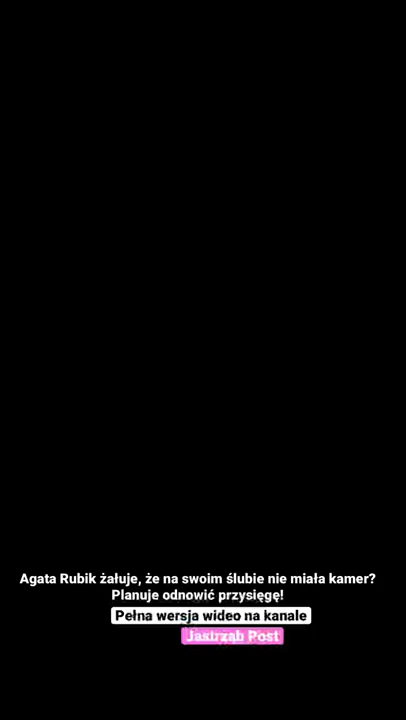 Agata Rubik żałuje, że na swoim ślubie nie miała kamer?
Planuje odnowić przysięgę!
Pełna wersja wideo na kanale
Jastrząb Post